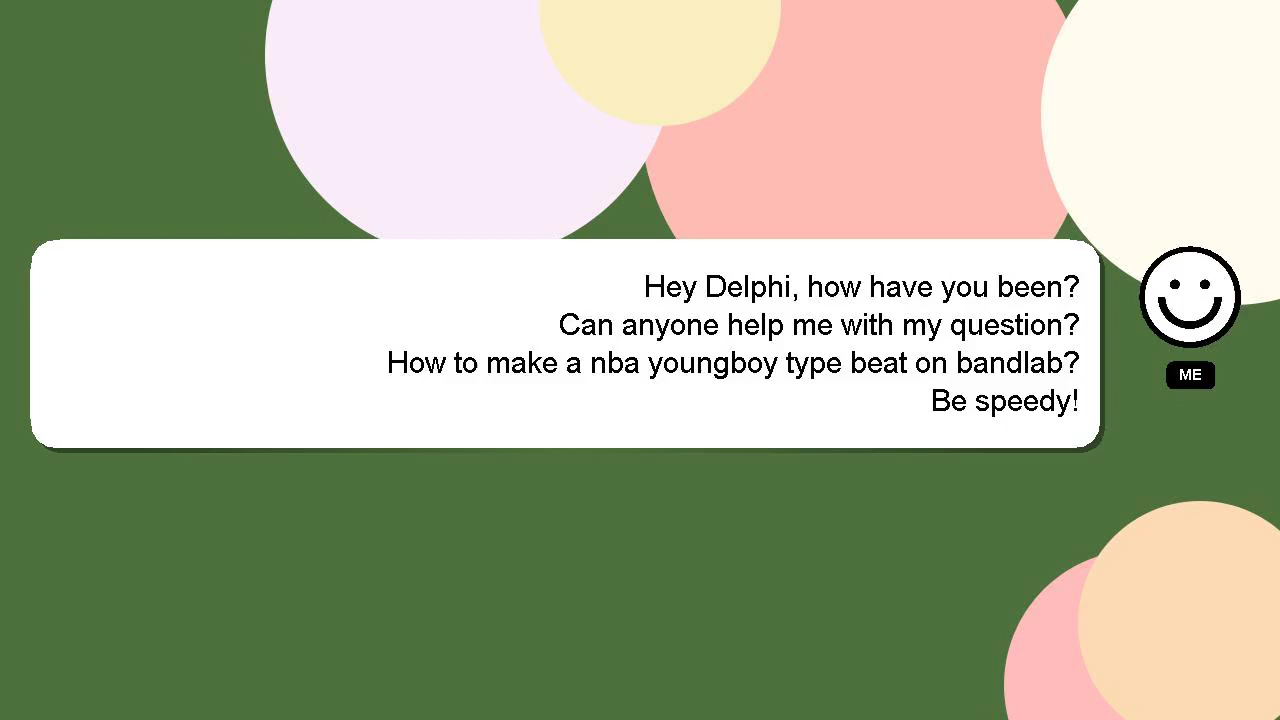 Hey Delphi, how have you been?
Can anyone help me with my question?
How to make a nba youngboy type beat on bandlab?
Be speedy!
ME